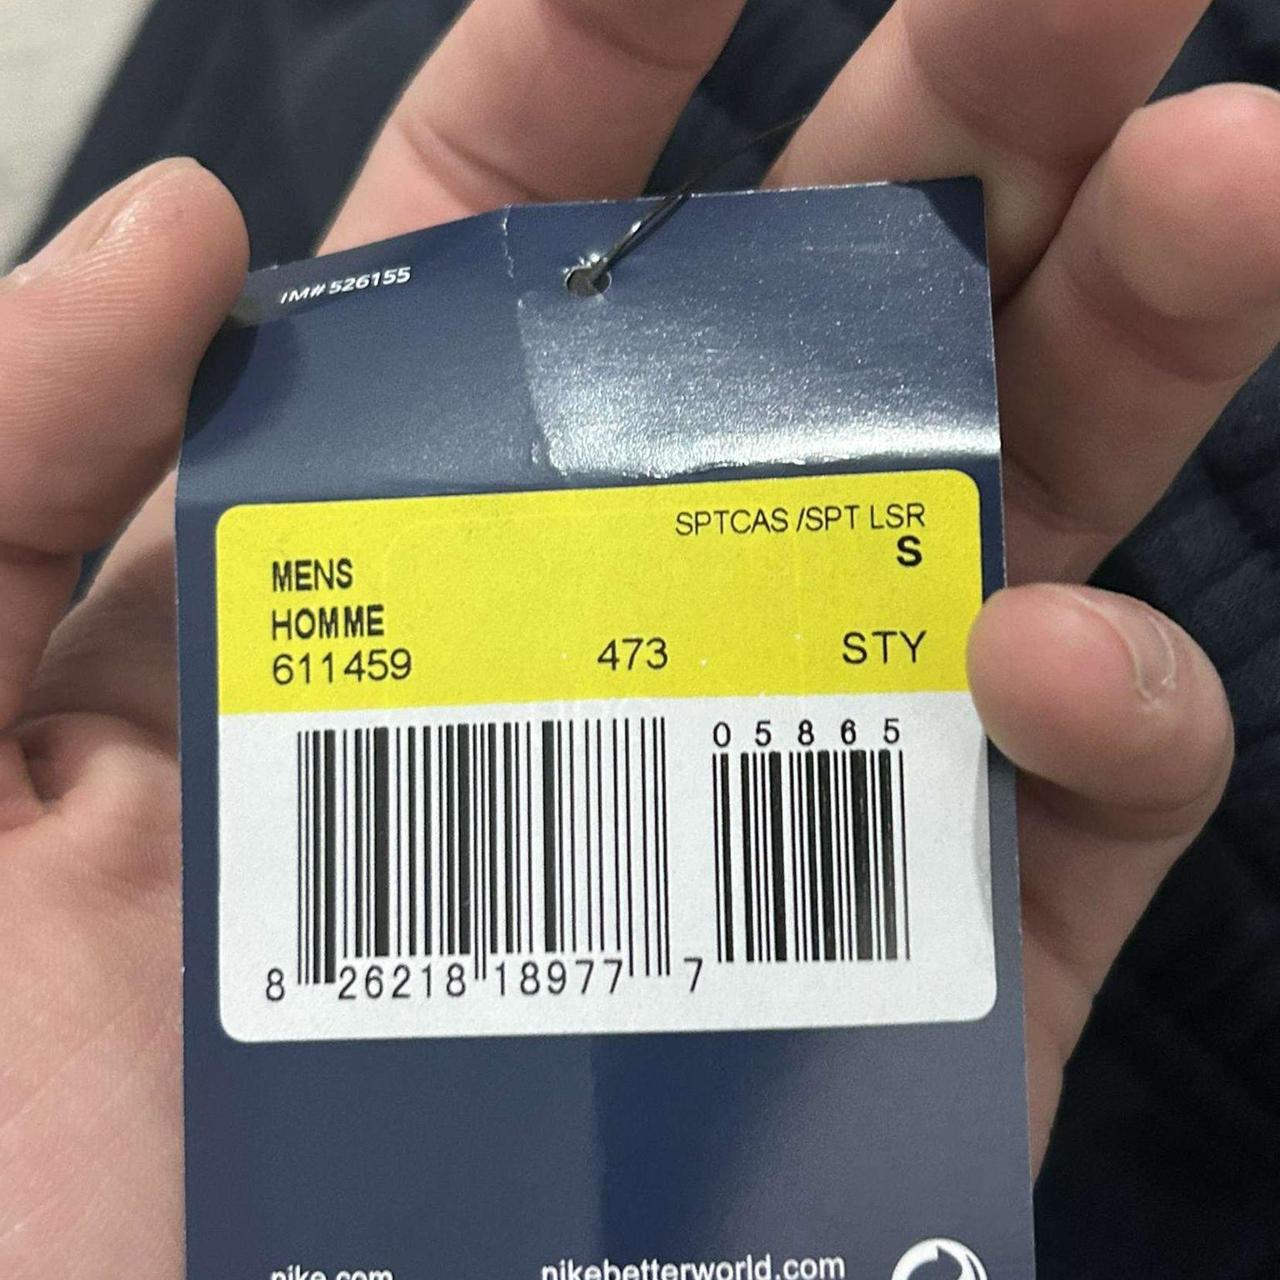 IM# 526155
SPTCAS /SPT LSR
S
MENS
HOMME
611459 473 STY
0 5 8 6 5
8 26218 18977 7
nike.com nikebetterworld.com